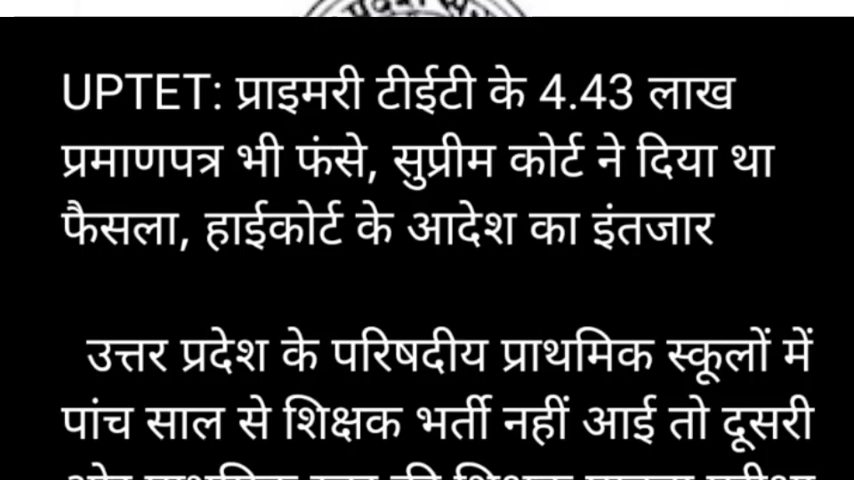 UPTET: प्राइमरी टीईटी के 4.43 लाख
प्रमाणपत्र भी फंसे, सुप्रीम कोर्ट ने दिया था
फैसला, हाईकोर्ट के आदेश का इंतजार
उत्तर प्रदेश के परिषदीय प्राथमिक स्कूलों में
पांच साल से शिक्षक भर्ती नहीं आई तो दूसरी